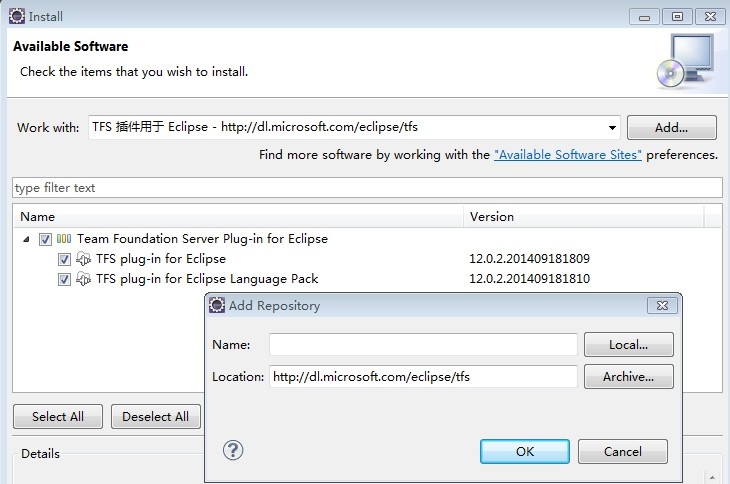 Install
Available Software
Check the items that you wish to install.
Work with: TFS 插件用于 Eclipse - http://dl.microsoft.com/eclipse/tfs Add...
Find more software by working with the "Available Software Sites" preferences.
type filter text
Name Version
Team Foundation Server Plug-in for Eclipse
TFS plug-in for Eclipse 12.0.2.201409181809
TFS plug-in for Eclipse Language Pack 12.0.2.201409181810
Add Repository
Name: Local...
Location: http://dl.microsoft.com/eclipse/tfs Archive...
Select All Deselect All
? OK Cancel
Details